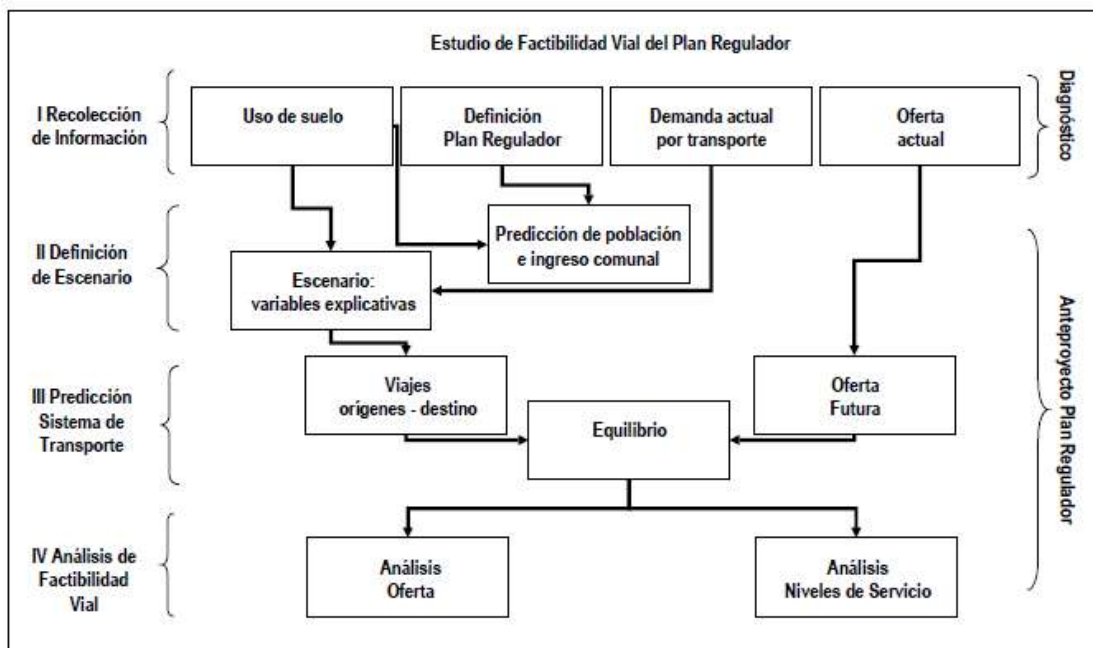 Estudio de Factibilidad Vial del Plan Regulador
I Recolección
de Información
Uso de suelo
Definición
Plan Regulador
Demanda actual
por transporte
Oferta
actual
Diagnóstico
II Definición
de Escenario
Predicción de población
e ingreso comunal
Escenario:
variables explicativas
III Predicción
Sistema de
Transporte
Viajes
orígenes - destino
Equilibrio
Oferta
Futura
Anteproyecto Plan Regulador
IV Análisis de
Factibilidad
Vial
Análisis
Oferta
Análisis
Niveles de Servicio